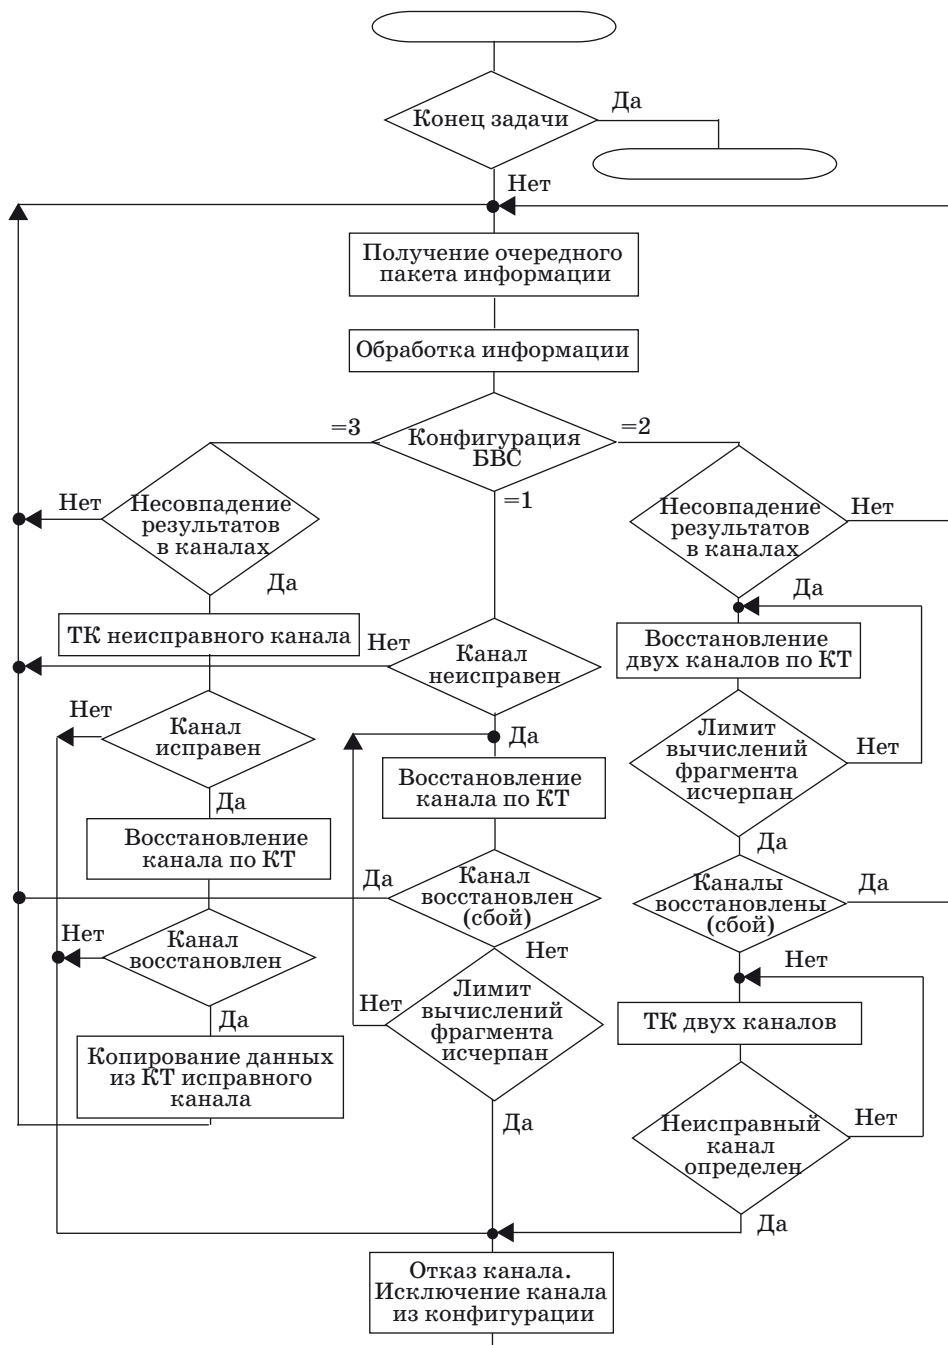 Конец задачи
Да
Нет
Получение очередного
пакета информации
Обработка информации
=3
Конфигурация
БВС
=2
=1
Нет
Несовпадение
результатов
в каналах
Да
Несовпадение
результатов
в каналах
Нет
Да
ТК неисправного канала
Нет
Канал
неисправен
Восстановление
двух каналов по КТ
Нет
Канал
исправен
Да
Да
Лимит
вычислений
фрагмента
исчерпан
Нет
Восстановление
канала по КТ
Восстановление
канала по КТ
Да
Да
Канал
восстановлен
(сбой)
Каналы
восстановлены
(сбой)
Да
Нет
Канал
восстановлен
Нет
Нет
Да
Нет
Лимит
вычислений
фрагмента
исчерпан
ТК двух каналов
Копирование данных
из КТ исправного
канала
Да
Неисправный
канал
определен
Нет
Да
Отказ канала.
Исключение канала
из конфигурации